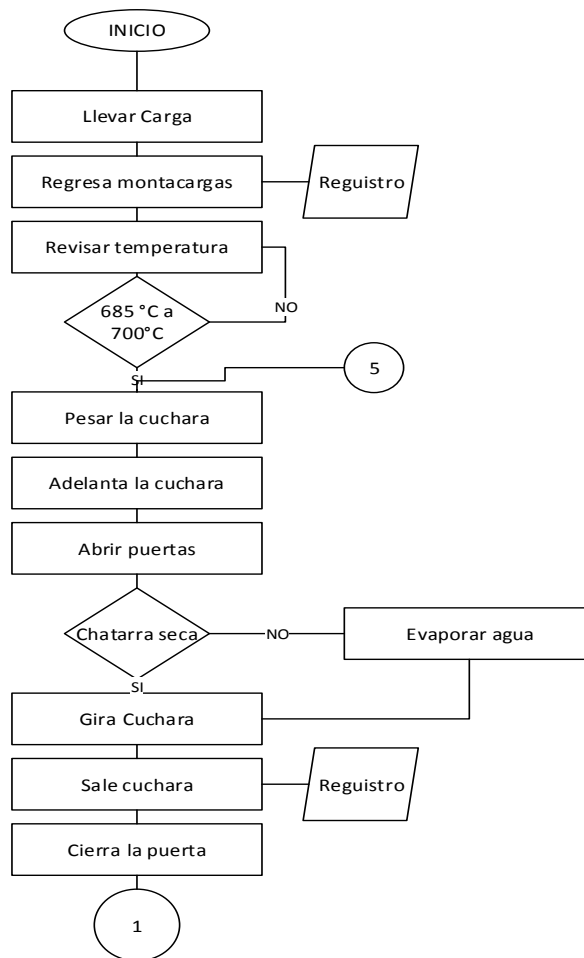 INICIO
Llevar Carga
Regresa montacargas
Reguistro
Revisar temperatura
685 °C a
700°C
NO
SI
5
Pesar la cuchara
Adelanta la cuchara
Abrir puertas
Chatarra seca
NO
Evaporar agua
SI
Gira Cuchara
Sale cuchara
Reguistro
Cierra la puerta
1